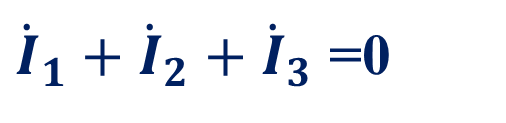 İ₁ + İ₂ + İ₃ =0